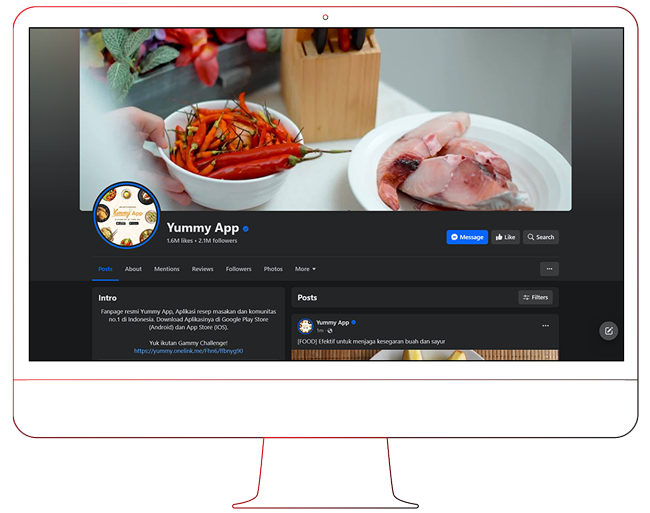 Yummy App
Yummy App
1.6M likes • 2.1M followers
Message
Like
Search
Posts
About
Mentions
Reviews
Followers
Photos
More
Intro
Fanpage resmi Yummy App, Aplikasi resep masakan dan komunitas
no.1 di Indonesia. Download Aplikasinya di Google Play Store
(Android) dan App Store (IOS).
Yuk ikutan Gammy Challenge!
https://yummy.onelink.me/Fhn6/ffbnyg90
Posts
Filters
Yummy App
1m ·
[FOOD] Efektif untuk menjaga kesegaran buah dan sayur